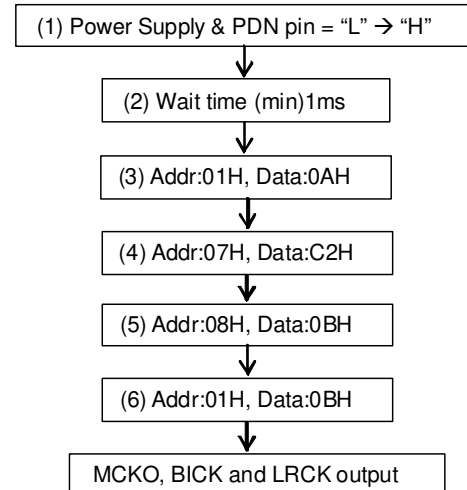 (1) Power Supply & PDN pin = “L” → “H”
(2) Wait time (min)1ms
(3) Addr:01H, Data:0AH
(4) Addr:07H, Data:C2H
(5) Addr:08H, Data:0BH
(6) Addr:01H, Data:0BH
MCKO, BICK and LRCK output